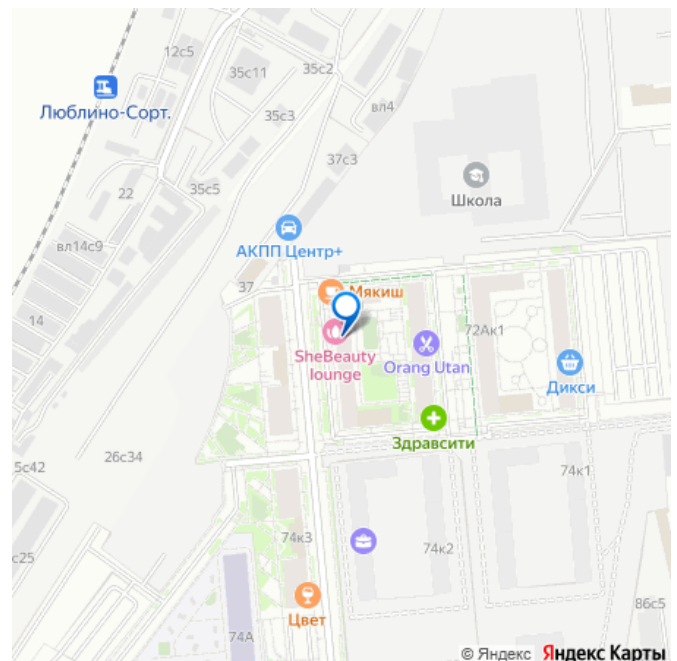 12с5
35с11
35с2
Люблино-Сорт.
35с3
вл4
37с3
22
35с5
Школа
вл14с9
АКПП Центр+
37
Мякиш
14
72Ак1
SheBeauty
lounge
Orang Utan
Дикси
Здравсити
26с34
5с42
74к1
74к3
74к2
с25
86с5
Цвет
74А
© Яндекс Яндекс Карты